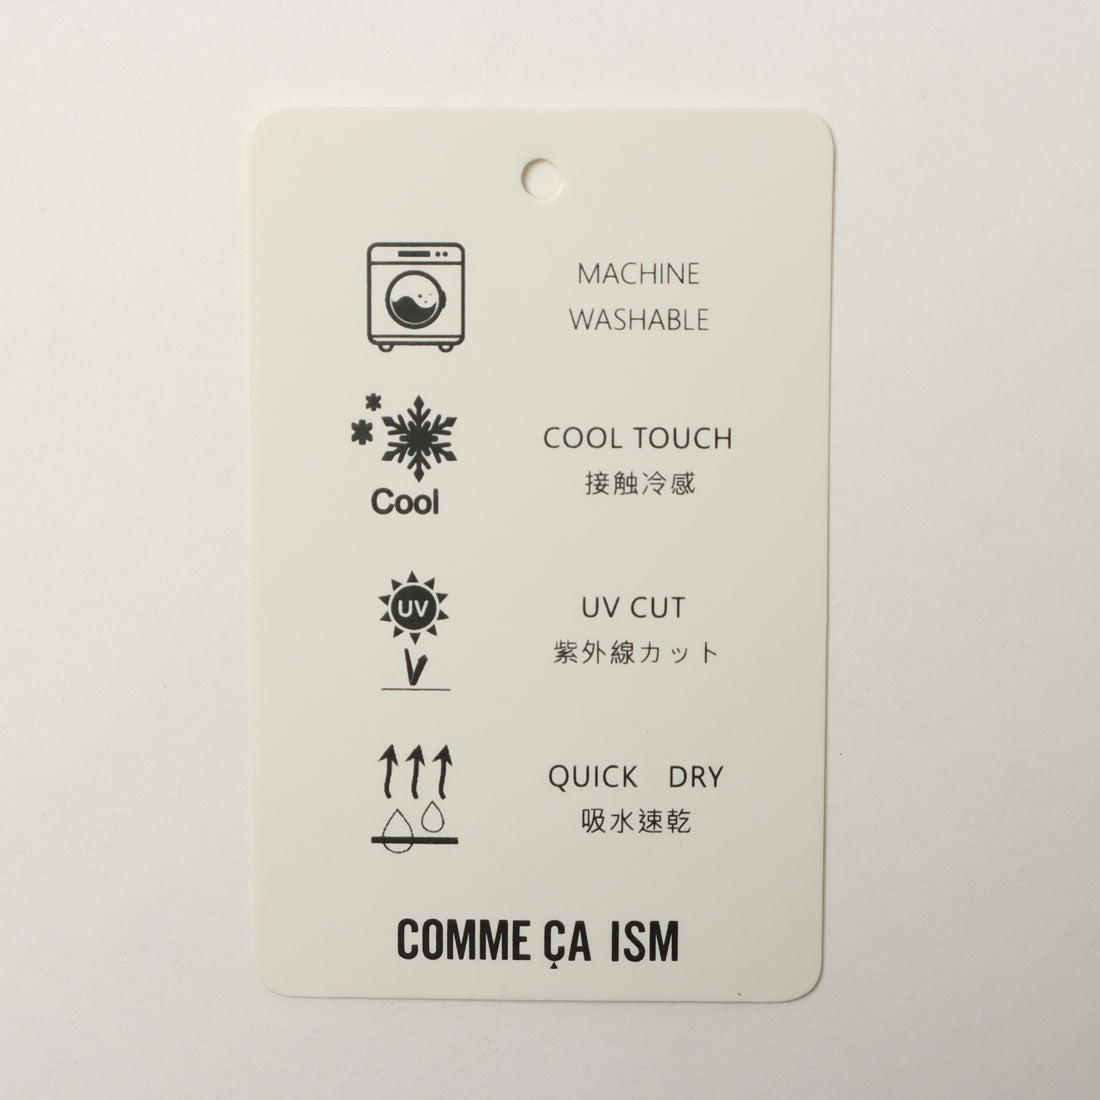 MACHINE
WASHABLE
Cool
COOL TOUCH
接触冷感
UV
UV CUT
紫外線カット
QUICK DRY
吸水速乾
COMME ÇA ISM